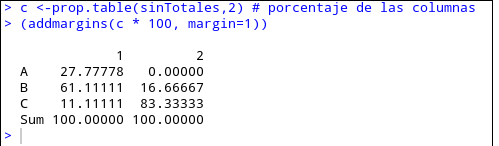 > c <-prop.table(sinTotales,2) # porcentaje de las columnas
> (addmargins(c * 100, margin=1))
            1         2
  A    27.77778   0.00000
  B    61.11111  16.66667
  C    11.11111  83.33333
  Sum 100.00000 100.00000
>